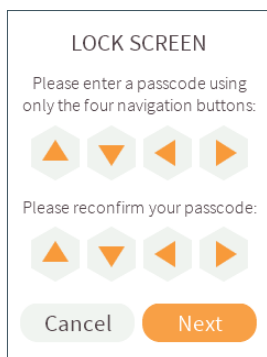 LOCK SCREEN
Please enter a passcode using
only the four navigation buttons:
Please reconfirm your passcode:
Cancel
Next